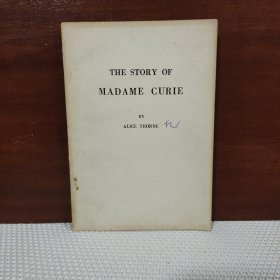 THE STORY OF
MADAME CURIE
BY
ALICE THORNE